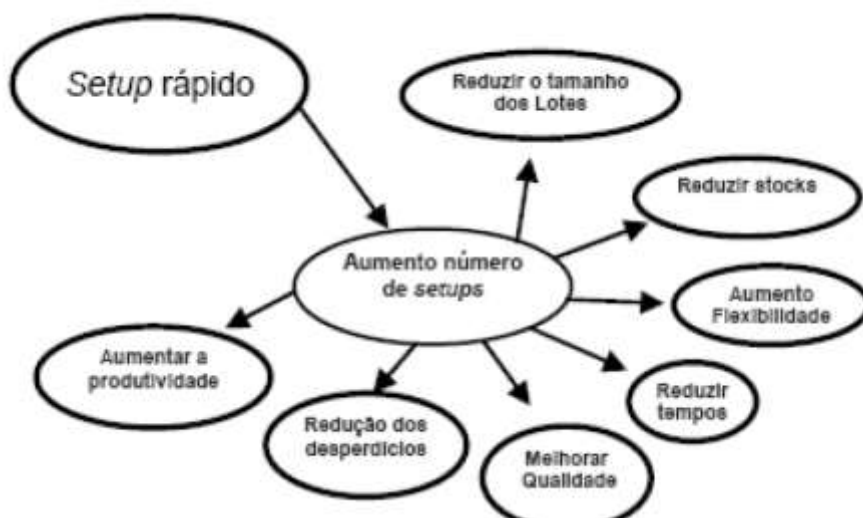 Setup rápido
Reduzir o tamanho
dos Lotes
Reduzir stocks
Aumento número
de setups
Aumento
Flexibilidade
Aumentar a
produtividade
Reduzir
tempos
Redução dos
desperdícios
Melhorar
Qualidade